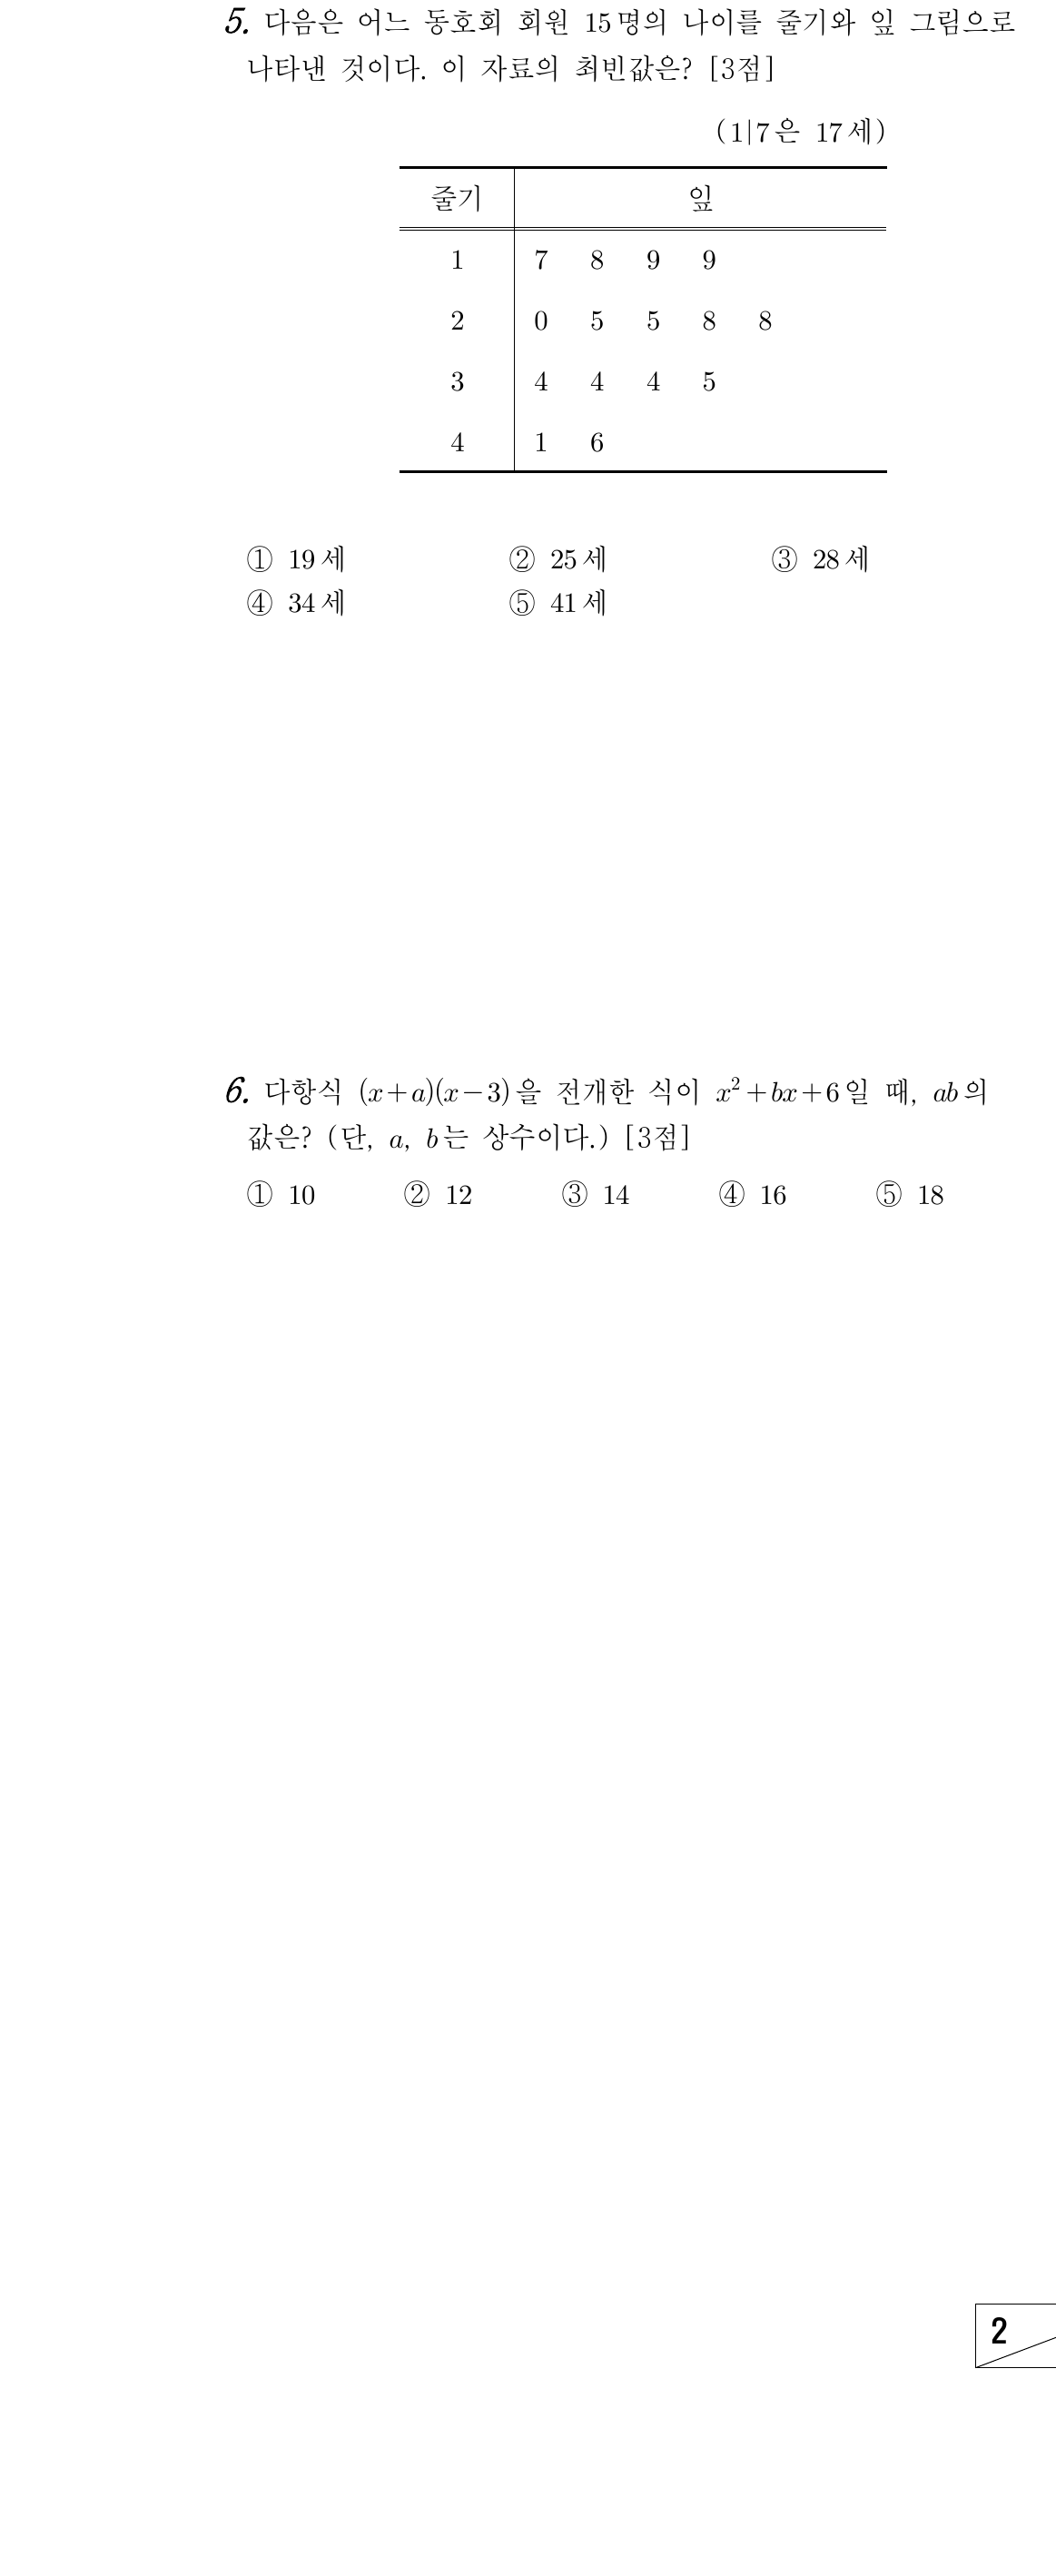 5. 다음은 어느 동호회 회원 15명의 나이를 줄기와 잎 그림으로
나타낸 것이다. 이 자료의 최빈값은? [3점]
(1|7은 17세)
줄기 잎
1 7 8 9 9
2 0 5 5 8 8
3 4 4 4 5
4 1 6
① 19세 ② 25세 ③ 28세
④ 34세 ⑤ 41세
6. 다항식 (x+a)(x-3)을 전개한 식이 x²+bx+6일 때, ab의
값은? (단, a, b는 상수이다.) [3점]
① 10 ② 12 ③ 14 ④ 16 ⑤ 18
2